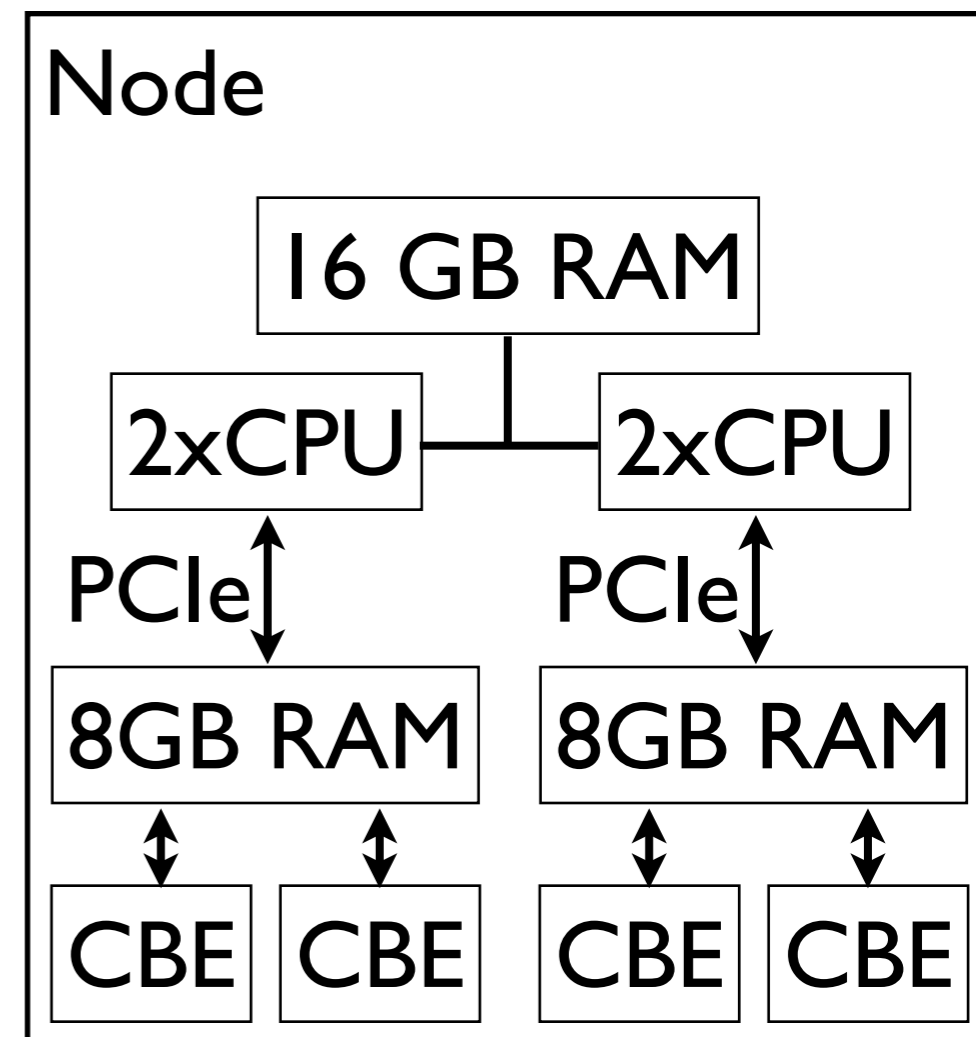 Node
16 GB RAM
2xCPU 2xCPU
PCIe PCIe
8GB RAM 8GB RAM
CBE CBE CBE CBE